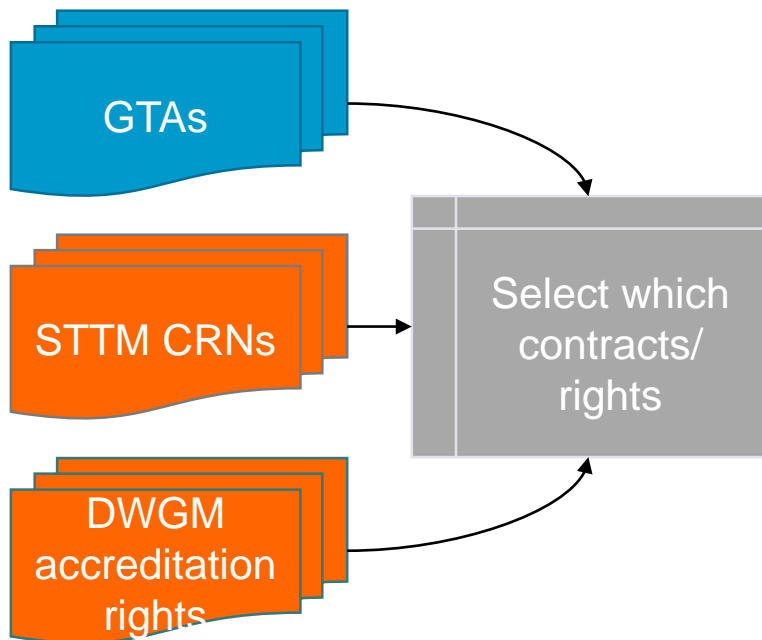 GTAs
STTM CRNs
DWGM
accreditation
rights
Select which
contracts/
rights